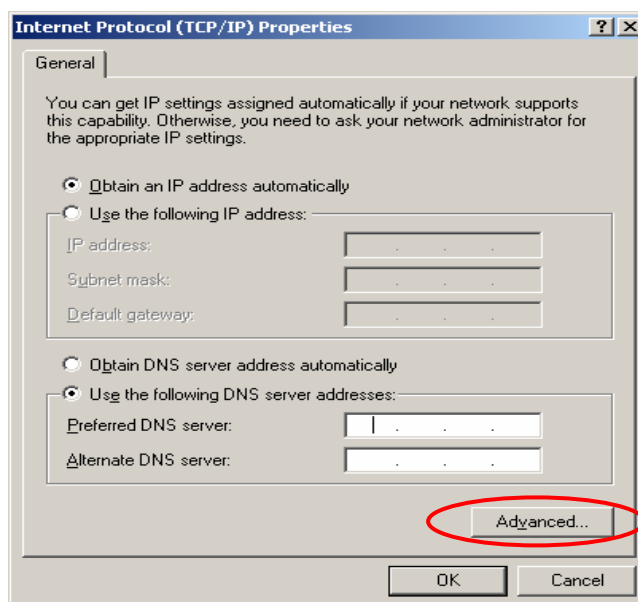 Internet Protocol (TCP/IP) Properties
General
You can get IP settings assigned automatically if your network supports
this capability. Otherwise, you need to ask your network administrator for
the appropriate IP settings.
Obtain an IP address automatically
Use the following IP address:
IP address:
Subnet mask:
Default gateway:
Obtain DNS server address automatically
Use the following DNS server addresses:
Preferred DNS server:
Alternate DNS server:
Advanced...
OK Cancel